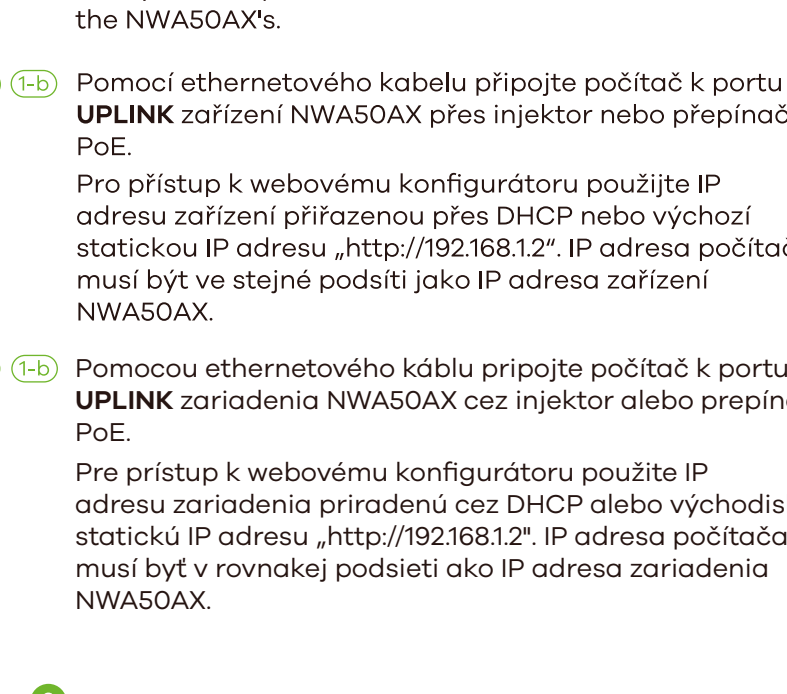 the NWA50AX's.
1-b Pomocí ethernetového kabelu připojte počítač k portu
UPLINK zařízení NWA50AX přes injektor nebo přepínač
PoE.
Pro přístup k webovému konfigurátoru použijte IP
adresu zařízení přiřazenou přes DHCP nebo výchozí
statickou IP adresu „http://192.168.1.2“. IP adresa
musí být ve stejné podsíti jako IP adresa zařízení
NWA50AX.
1-b Pomocou ethernetového káblu pripojte počítač k portu
UPLINK zariadenia NWA50AX cez injektor alebo
PoE.
Pre prístup k webovému konfigurátoru použite IP
adresu zariadenia priradenú cez DHCP alebo
statickú IP adresu „http://192.168.1.2". IP adresa počítača
musí byť v rovnakej podsieti ako IP adresa zariadenia
NWA50AX.